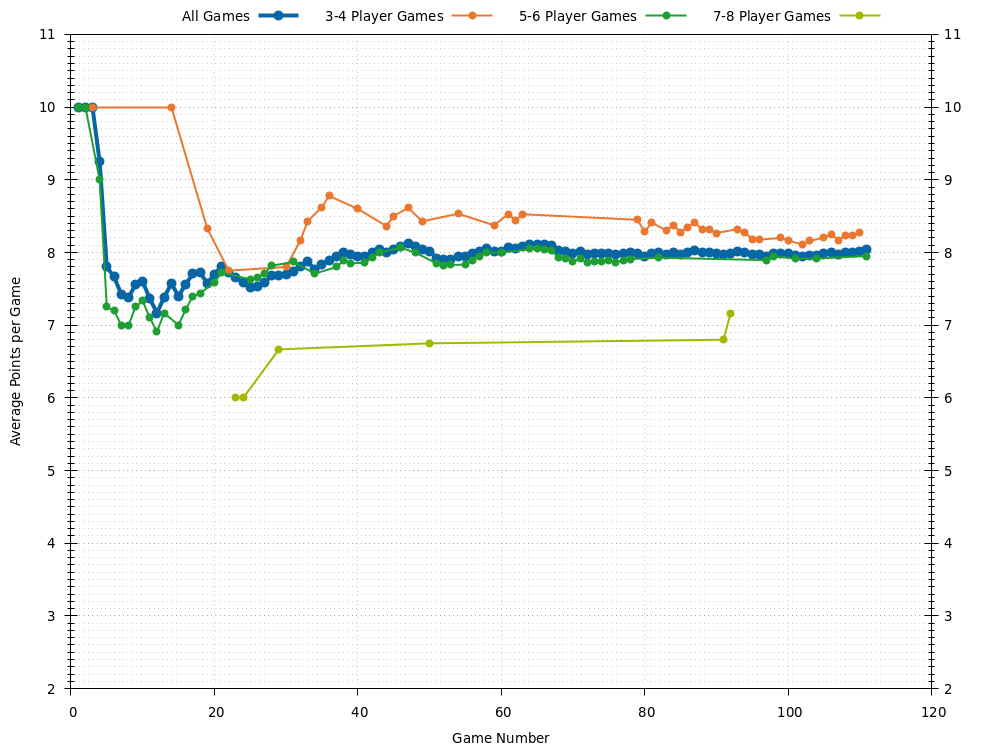 All Games 3-4 Player Games 5-6 Player Games 7-8 Player Games
11 11
10 10
9 9
8 8
7 7
6 6
5 5
4 4
3 3
2 2
0 20 40 60 80 100 120
Average Points per Game
Game Number